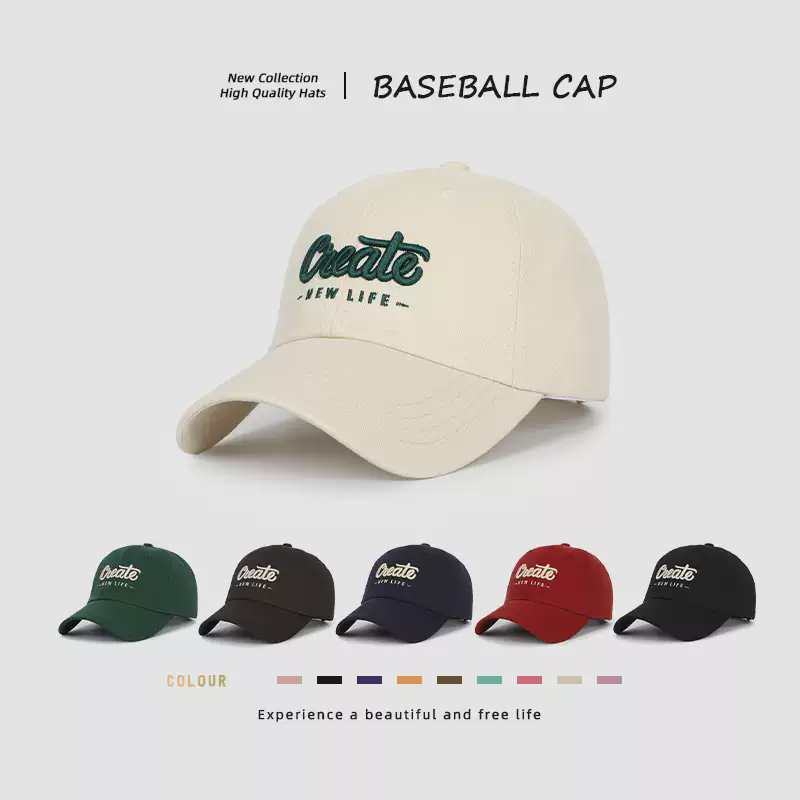 New Collection
High Quality Hats
BASEBALL CAP
Create
-NEW LIFE-
Create
-NEW LIFE-
Create
-NEW LIFE-
Create
-NEW LIFE-
Create
-NEW LIFE-
Create
-NEW LIFE-
COLOUR
Experience a beautiful and free life